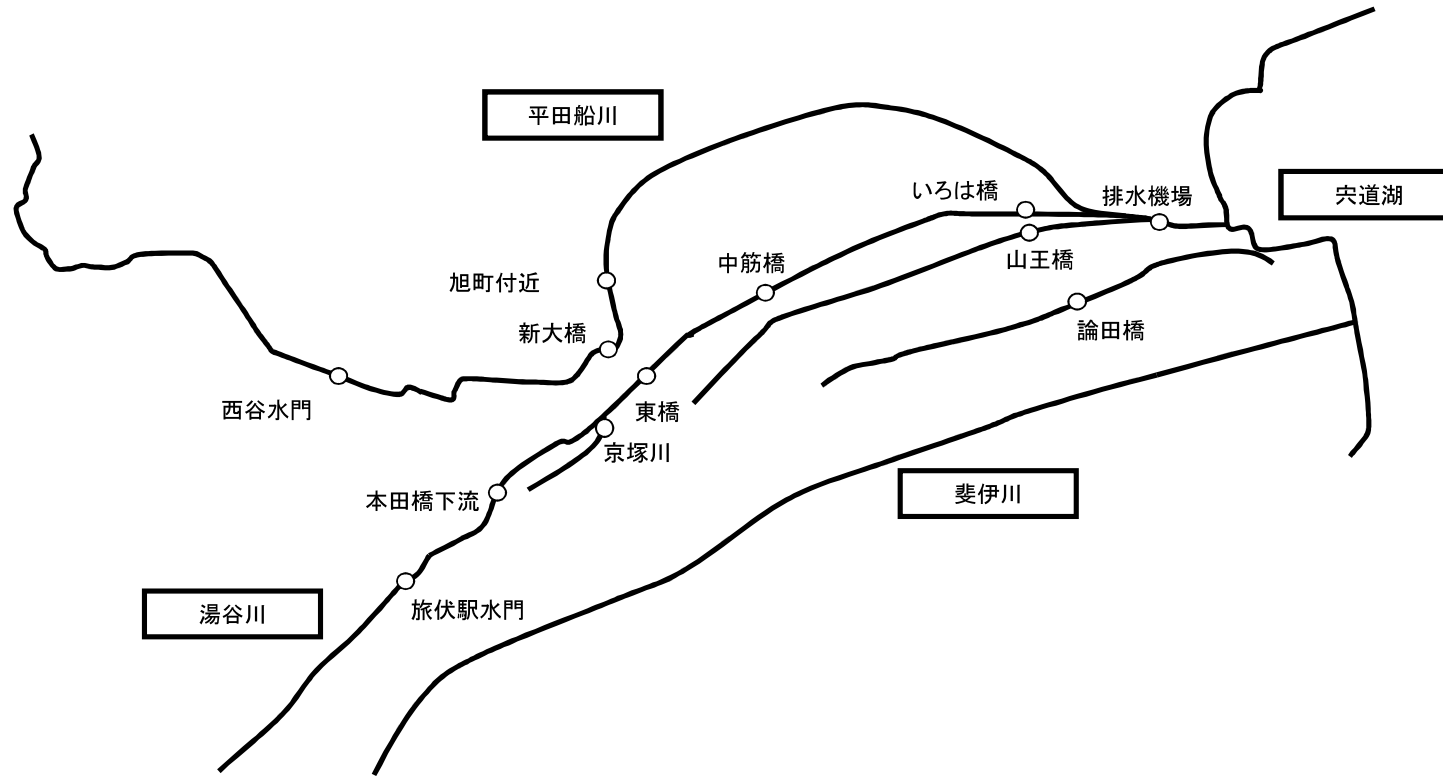 平田船川
宍道湖
いろは橋
排水機場
中筋橋
山王橋
旭町付近
新大橋
論田橋
西谷水門
東橋
京塚川
本田橋下流
斐伊川
湯谷川
旅伏駅水門